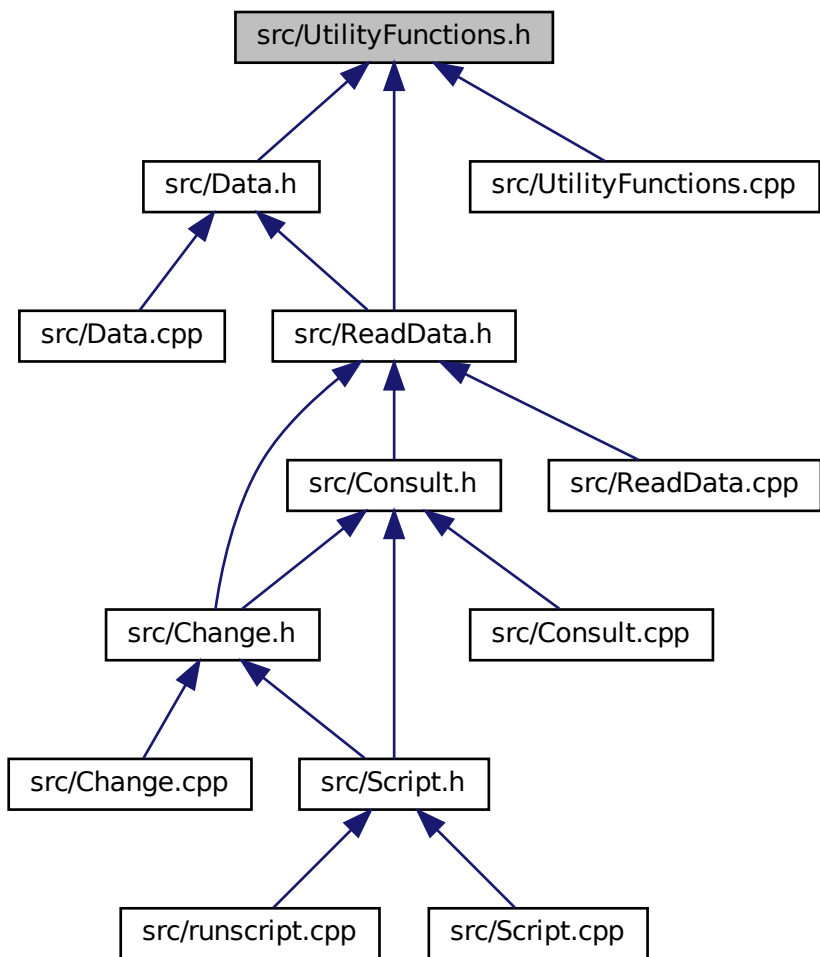 src/UtilityFunctions.h
src/Data.h
src/UtilityFunctions.cpp
src/Data.cpp
src/ReadData.h
src/Consult.h
src/ReadData.cpp
src/Change.h
src/Consult.cpp
src/Change.cpp
src/Script.h
src/runscript.cpp
src/Script.cpp